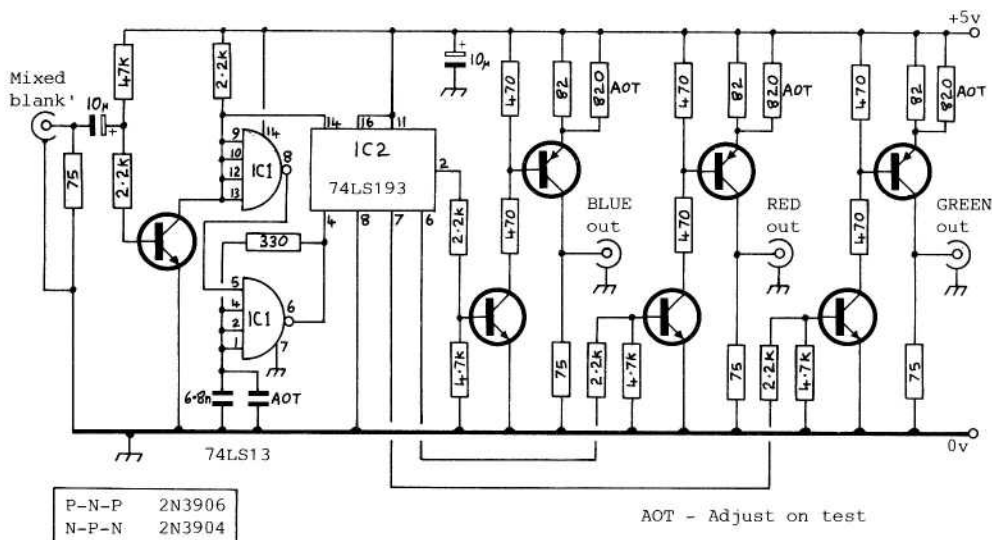 +5v
Mixed
blank'
10μ
+
47K
2.2k
10μ
+
470
82
820
AOT
470
82
820
AOT
470
82
820
AOT
75
2.2k
9
10
12
13
14
IC1
8
14
16
11
IC2
74LS193
2
4
8
7
6
330
5
4
2
1
IC1
6
7
2.2k
4.7k
470
BLUE
out
75
2.2k
4.7k
470
RED
out
75
2.2k
4.7k
470
GREEN
out
75
6.8n
AOT
74LS13
0v
P-N-P 2N3906
N-P-N 2N3904
AOT - Adjust on test